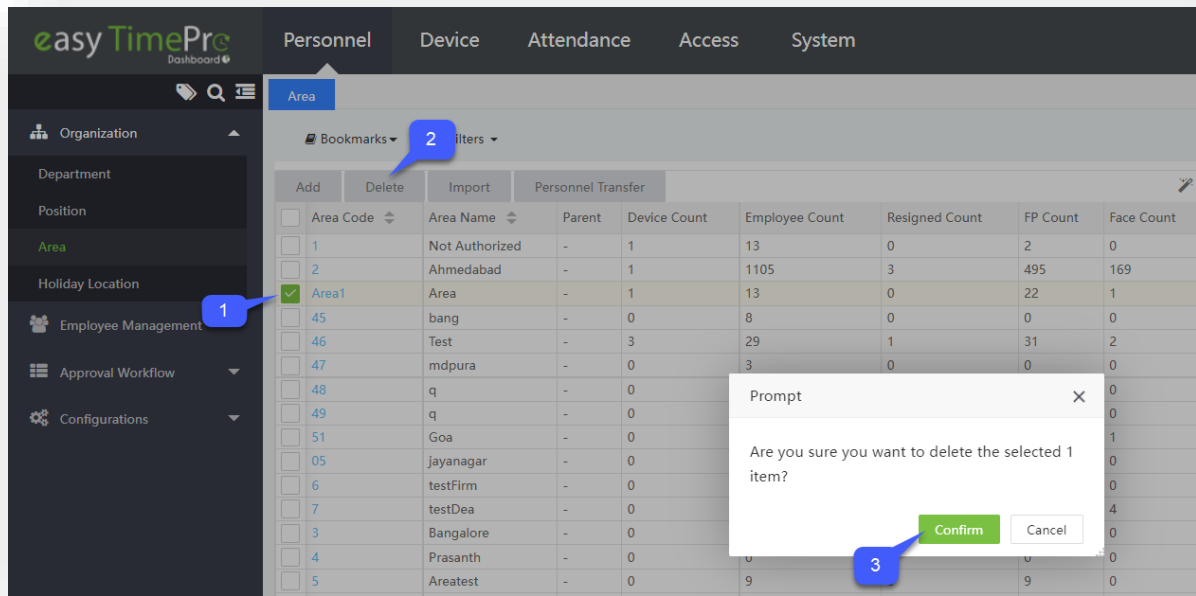 easy TimePro
Dashboard
Personnel Device Attendance Access System
Area
Organization
Department
Position
Area
Holiday Location
Employee Management
Approval Workflow
Configurations
Bookmarks 2 ilters
Add Delete Import Personnel Transfer
Area Code Area Name Parent Device Count Employee Count Resigned Count FP Count Face Count
1 Not Authorized - 1 13 0 2 0
2 Ahmedabad - 1 1105 3 495 169
Area1 Area - 1 13 0 22 1
1
45 bang - 0 8 0 0 0
46 Test - 3 29 1 31 2
47 mdpura - 0 3 0 0 0
48 q - 0 0
49 q - 0 0
51 Goa - 0 1
05 jayanagar - 0 0
6 testFirm - 0 0
7 testDea - 0 4
3 Bangalore - 0 0
4 Prasanth - 0 0 0 0
5 Areatest - 0 9 9 0
Prompt
Are you sure you want to delete the selected 1
item?
Confirm Cancel
3